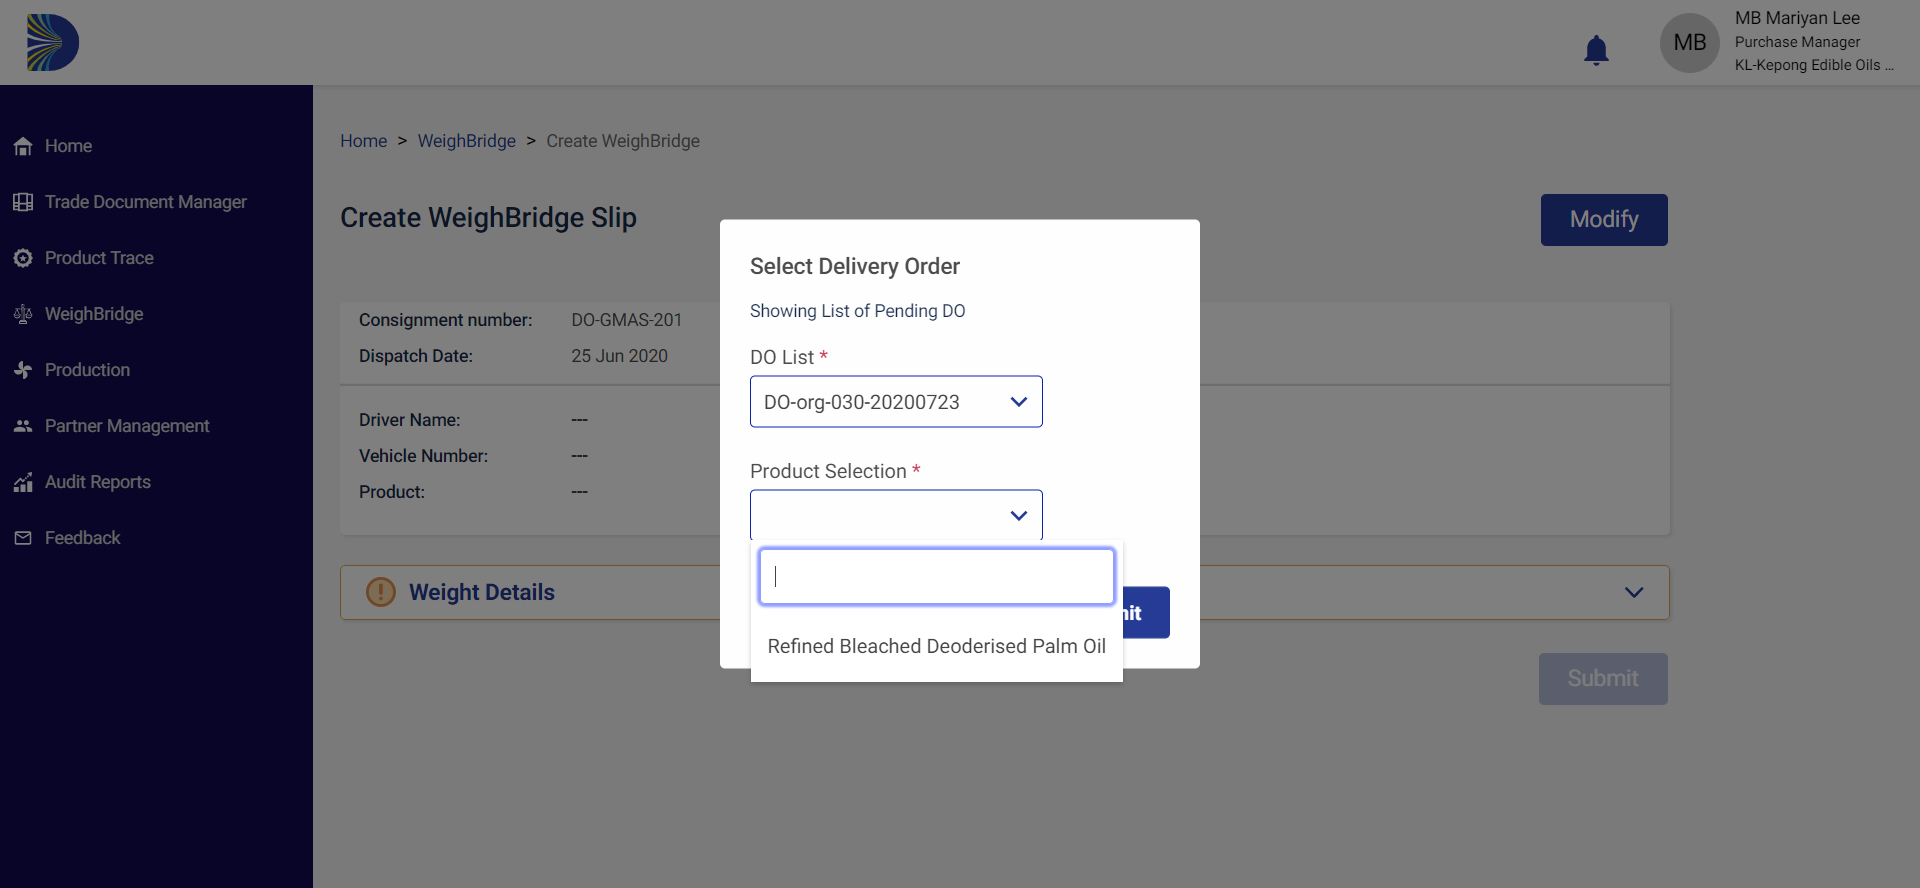 MB
MB Mariyan Lee
Purchase Manager
KL-Kepong Edible Oils ...
Home
Trade Document Manager
Product Trace
WeighBridge
Production
Partner Management
Audit Reports
Feedback
Home > WeighBridge > Create WeighBridge
Create WeighBridge Slip
Modify
Consignment number: DO-GMAS-201
Dispatch Date: 25 Jun 2020
Driver Name: ---
Vehicle Number: ---
Product: ---
Weight Details
Submit
Select Delivery Order
Showing List of Pending DO
DO List *
DO-org-030-20200723
Product Selection *
Refined Bleached Deoderised Palm Oil